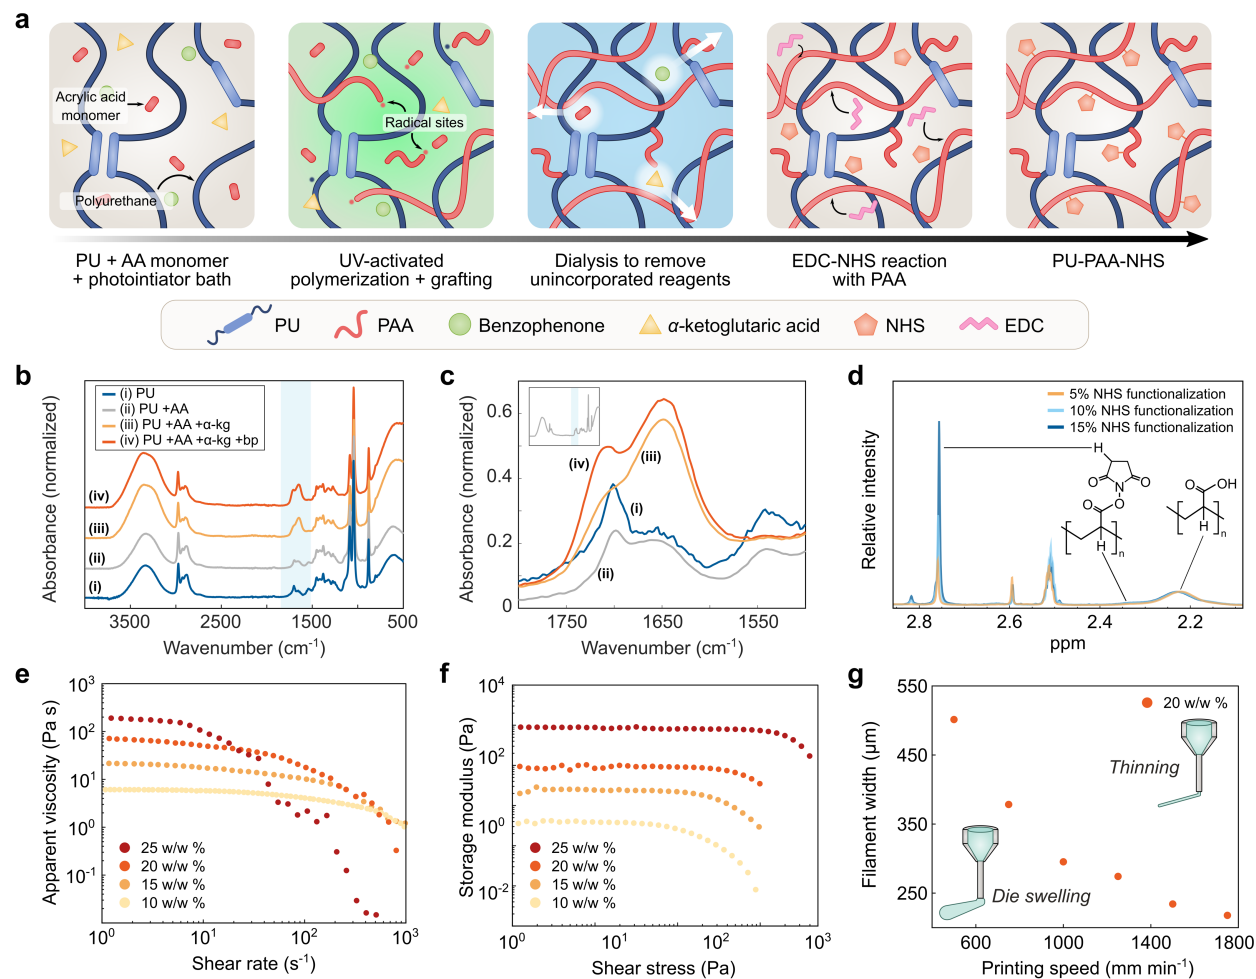 a
Acrylic acid
monomer
Polyurethane
Radical sites
PU + AA monomer
+ photointiator bath
UV-activated
polymerization + grafting
Dialysis to remove
unincorporated reagents
EDC-NHS reaction
with PAA
PU-PAA-NHS
PU
PAA
Benzophenone
α-ketoglutaric acid
NHS
EDC
b
(i) PU
(ii) PU +AA
(iii) PU +AA +α-kg
(iv) PU +AA +α-kg +bp
(iv)
(iii)
(ii)
(i)
Absorbance (normalized)
3500
2500
1500
500
Wavenumber (cm⁻¹)
c
0.6
0.4
0.2
0
(iv)
(iii)
(i)
(ii)
Absorbance (normalized)
1750
1650
1550
Wavenumber (cm⁻¹)
d
5% NHS functionalization
10% NHS functionalization
15% NHS functionalization
H
O
N
O
O
O
H
n
O
OH
H
n
Relative intensity
2.8
2.6
2.4
2.2
ppm
e
10³
10²
10¹
10⁰
10⁻¹
Apparent viscosity (Pa s)
25 w/w %
20 w/w %
15 w/w %
10 w/w %
10⁰
10¹
10²
10³
Shear rate (s⁻¹)
f
10⁴
10²
10⁰
10⁻²
Storage modulus (Pa)
25 w/w %
20 w/w %
15 w/w %
10 w/w %
10⁰
10¹
10²
10³
Shear stress (Pa)
g
550
450
350
250
Filament width (μm)
20 w/w %
Thinning
Die swelling
600
1000
1400
1800
Printing speed (mm min⁻¹)